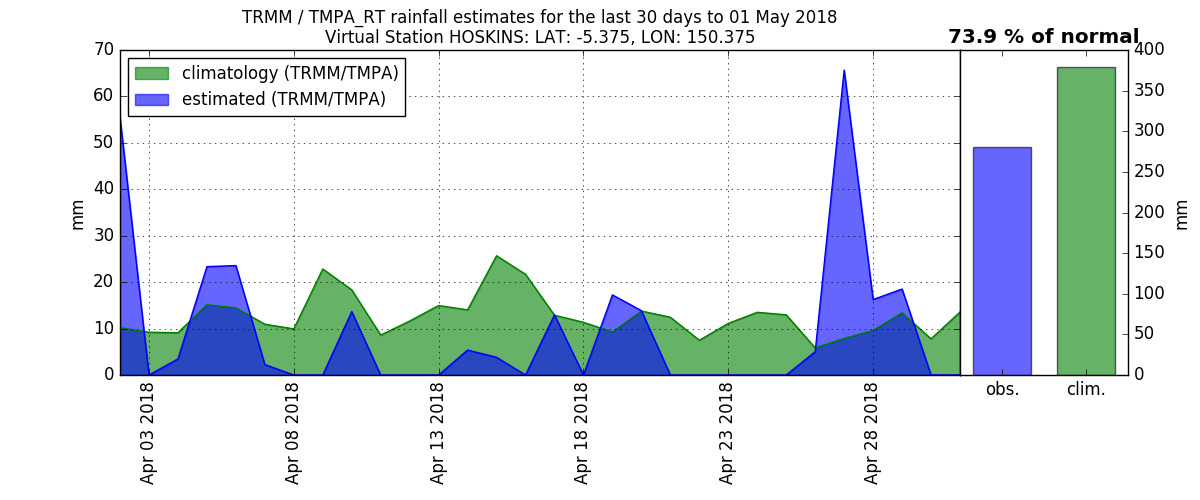 TRMM / TMPA_RT rainfall estimates for the last 30 days to 01 May 2018
Virtual Station HOSKINS: LAT: -5.375, LON: 150.375
73.9 % of normal
climatology (TRMM/TMPA)
estimated (TRMM/TMPA)
70
60
50
40
30
20
10
0
mm
Apr 03 2018
Apr 08 2018
Apr 13 2018
Apr 18 2018
Apr 23 2018
Apr 28 2018
obs.
clim.
400
350
300
250
200
150
100
50
0
mm